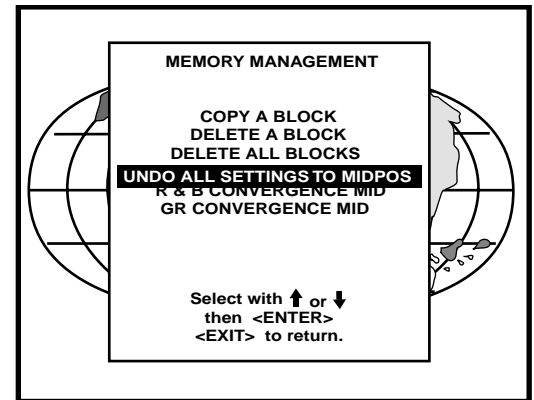 MEMORY MANAGEMENT
COPY A BLOCK
DELETE A BLOCK
DELETE ALL BLOCKS
UNDO ALL SETTINGS TO MIDPOS
R & B CONVERGENCE MID
GR CONVERGENCE MID
Select with ↑ or ↓
then <ENTER>
<EXIT> to return.